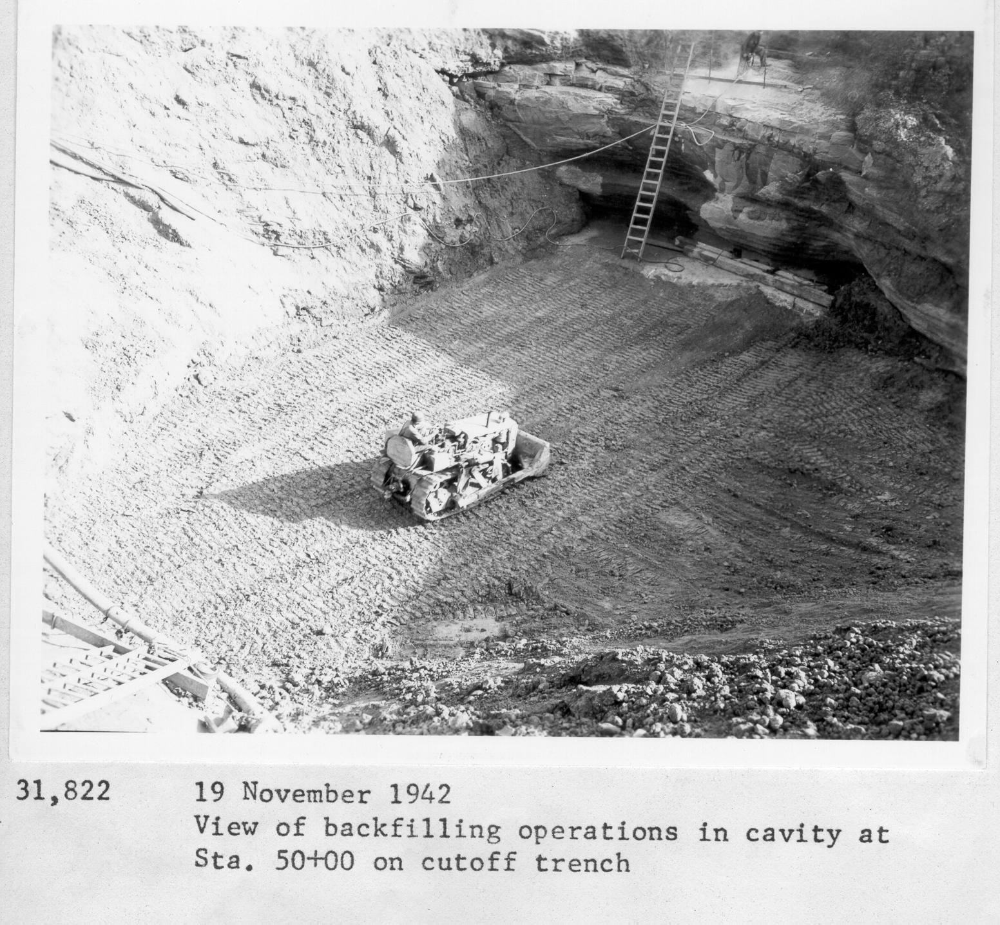 31,822 19 November 1942
View of backfilling operations in cavity at
Sta. 50+00 on cutoff trench